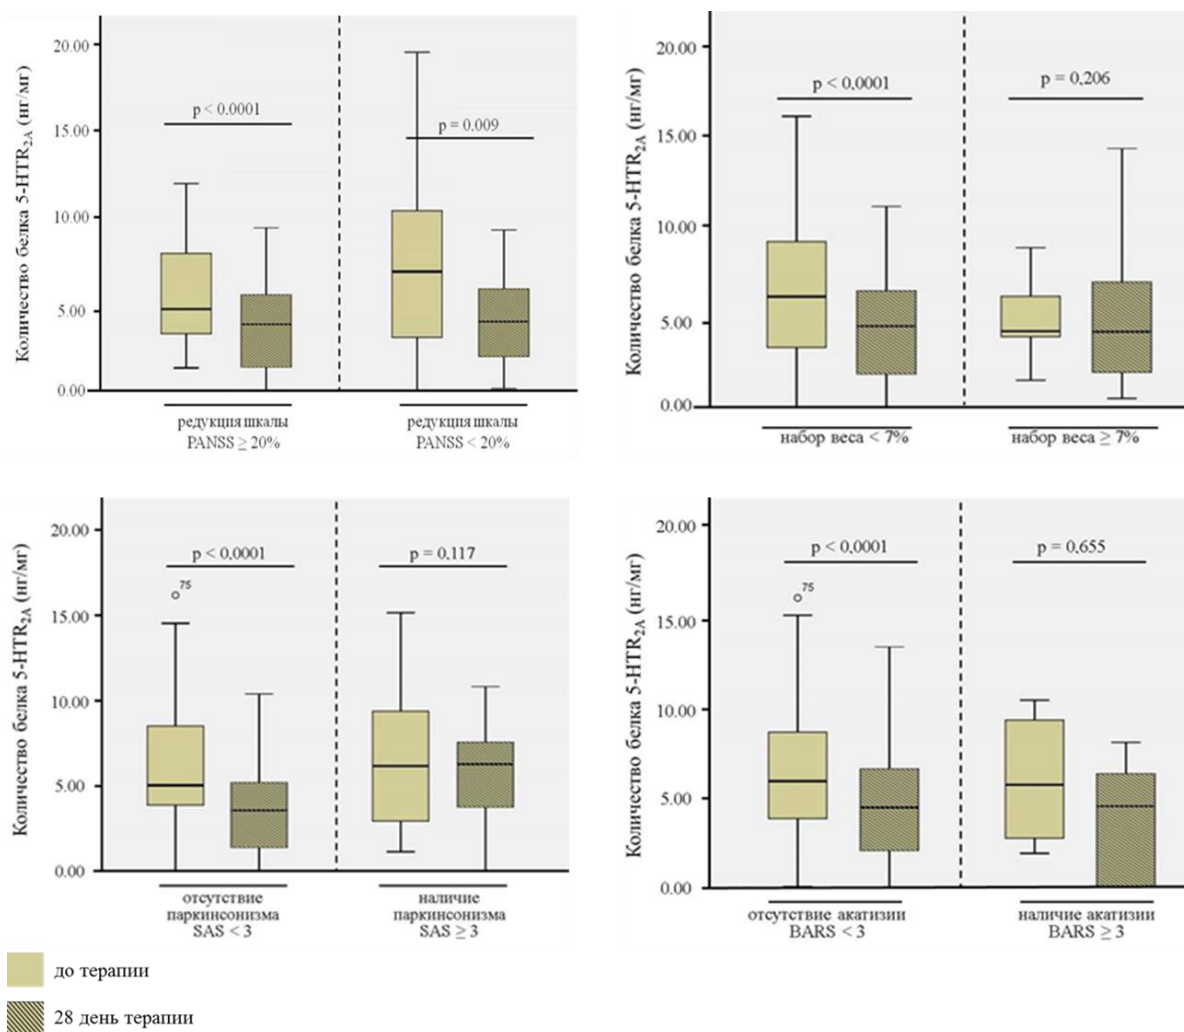 Количество белка 5-HTR2A (нг/мг)
20.00
15.00
10.00
5.00
0.00
p < 0.0001
p = 0.009
редукция шкалы
PANSS ≥ 20%
редукция шкалы
PANSS < 20%
Количество белка 5-HTR2A (нг/мг)
20.00
15.00
10.00
5.00
0.00
p < 0,0001
p = 0,206
набор веса < 7%
набор веса ≥ 7%
Количество белка 5-HTR2A (нг/мг)
20.00
15.00
10.00
5.00
0.00
p < 0,0001
p = 0,117
75
отсутствие
паркинсонизма
SAS < 3
наличие
паркинсонизма
SAS ≥ 3
Количество белка 5-HTR2A (нг/мг)
20.00
15.00
10.00
5.00
0.00
p < 0,0001
p = 0,655
75
отсутствие акатизии
BARS < 3
наличие акатизии
BARS ≥ 3
до терапии
28 день терапии